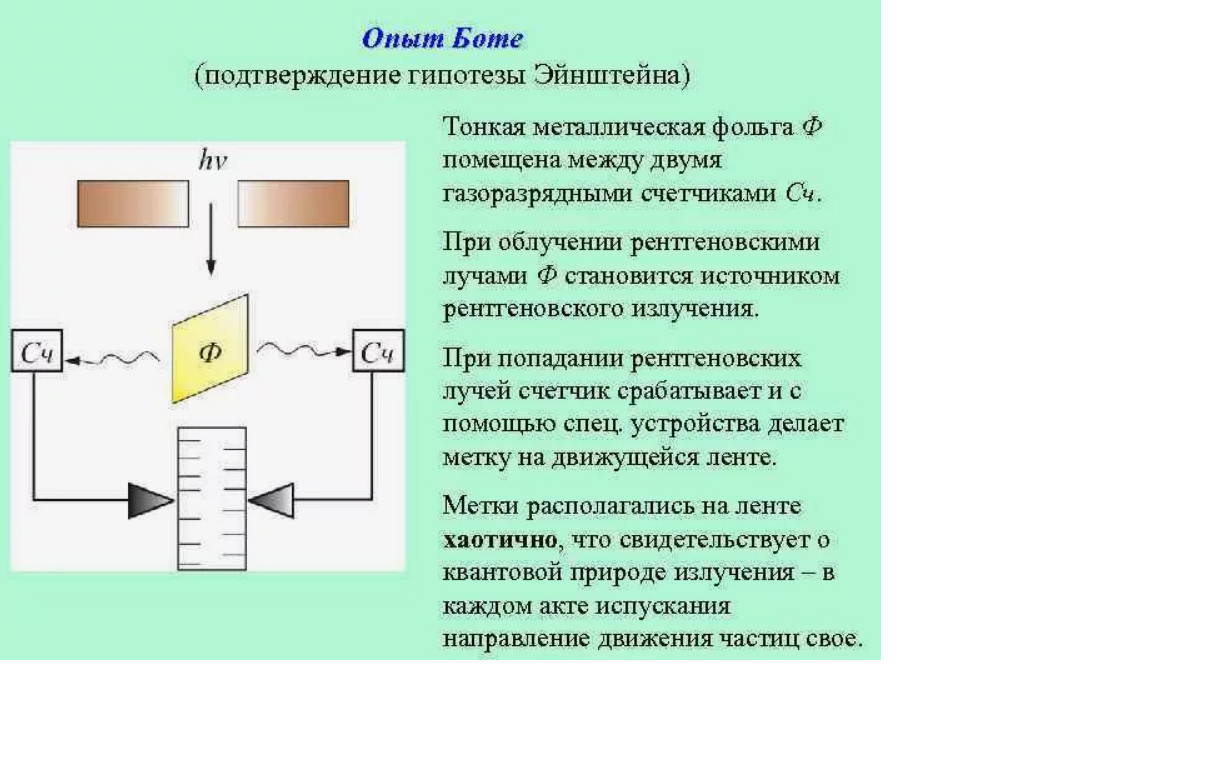 Опыт Боте
(подтверждение гипотезы Эйнштейна)
hν
Сч
Ф
Сч
Тонкая металлическая фольга Ф
помещена между двумя
газоразрядными счетчиками Сч.
При облучении рентгеновскими
лучами Ф становится источником
рентгеновского излучения.
При попадании рентгеновских
лучей счетчик срабатывает и с
помощью спец. устройства делает
метку на движущейся ленте.
Метки располагались на ленте
хаотично, что свидетельствует о
квантовой природе излучения – в
каждом акте испускания
направление движения частиц свое.